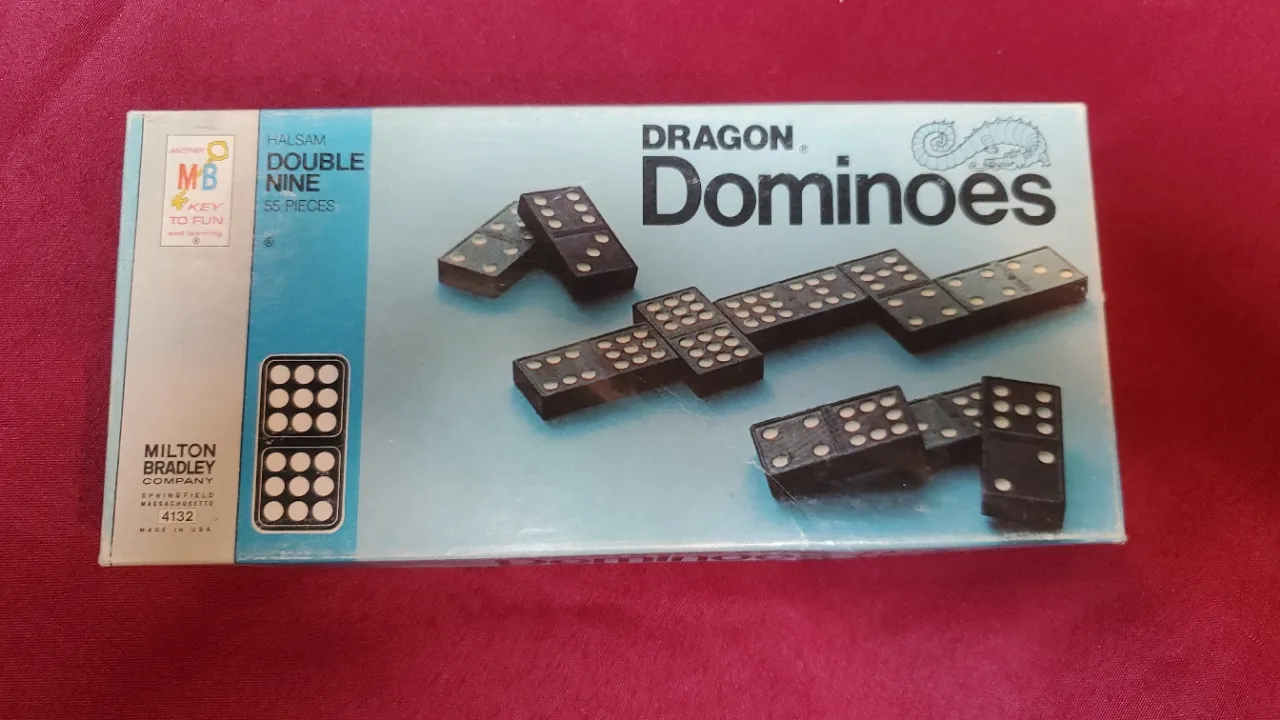 ANOTHER
MB
KEY
TO FUN
and learning
®
HALSAM
DOUBLE
NINE
55 PIECES
®
DRAGON®
Dominoes
MILTON
BRADLEY
COMPANY
SPRINGFIELD
MASSACHUSETTS
4132
MADE IN U.S.A.
Dominoes